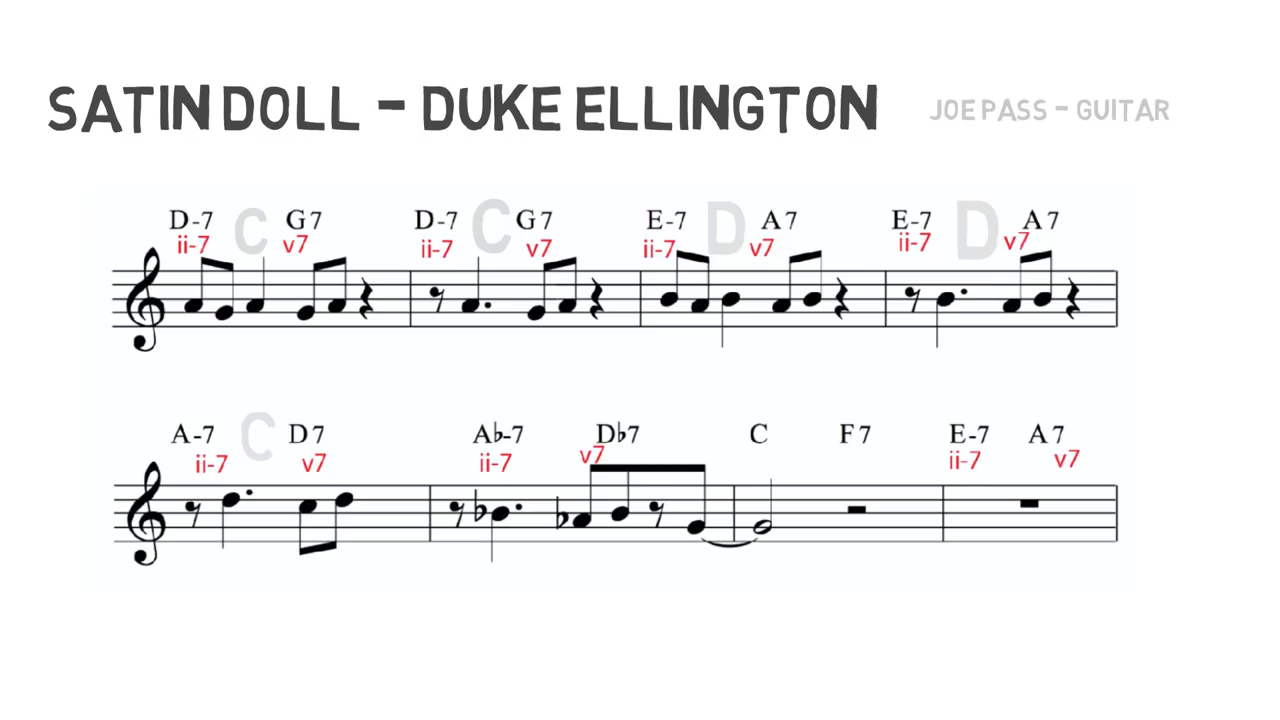 SATIN DOLL - DUKE ELLINGTON JOE PASS - GUITAR
D-7 C G7 D-7 C G7 E-7 D A7 E-7 D A7
ii-7 v7 ii-7 v7 ii-7 v7 ii-7 v7
A-7 C D7 A♭-7 D♭7 C F7 E-7 A7
ii-7 v7 ii-7 v7 ii-7 v7